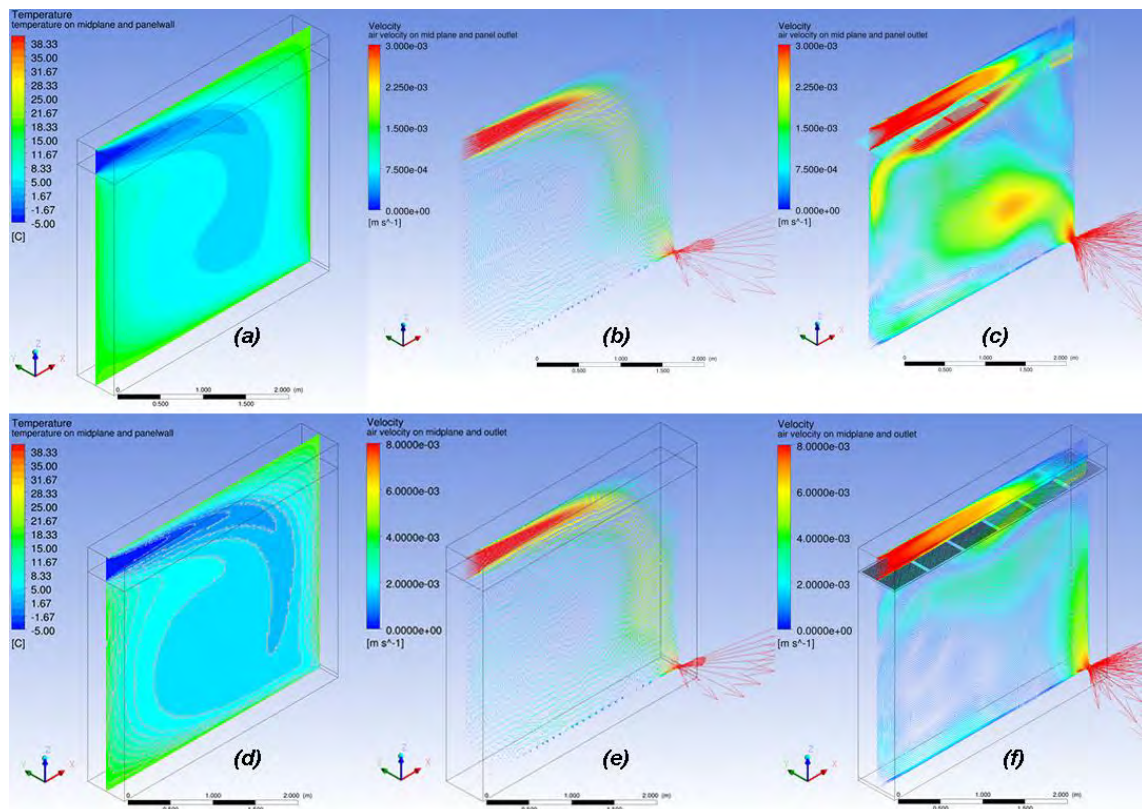 Temperature
temperature on midplane and panelwall
38.33
35.00
31.67
28.33
25.00
21.67
18.33
15.00
11.67
8.33
5.00
1.67
-1.67
-5.00
[C]
Z
Y
X
(a)
0.
1.000
2.000 (m)
0.500
1.500
Velocity
air velocity on mid plane and panel outlet
3.000e-03
2.250e-03
1.500e-03
7.500e-04
0.000e+00
[m s^-1]
Z
Y
X
(b)
0.
1.000
2.000 (m)
0.500
1.500
Velocity
air velocity on mid plane and panel outlet
3.000e-03
2.250e-03
1.500e-03
7.500e-04
0.000e+00
[m s^-1]
Z
Y
X
(c)
0.
1.000
2.000 (m)
0.500
1.500
Temperature
temperature on midplane and panelwall
38.33
35.00
31.67
28.33
25.00
21.67
18.33
15.00
11.67
8.33
5.00
1.67
-1.67
-5.00
[C]
Z
Y
X
(d)
0.
1.000
2.000 (m)
0.500
1.500
Velocity
air velocity on midplane and outlet
8.0000e-03
6.0000e-03
4.0000e-03
2.0000e-03
0.0000e+00
[m s^-1]
Z
Y
X
(e)
0.
1.000
2.000 (m)
0.500
1.500
Velocity
air velocity on midplane and outlet
8.0000e-03
6.0000e-03
4.0000e-03
2.0000e-03
0.0000e+00
[m s^-1]
Z
Y
X
(f)
0.
1.000
2.000 (m)
0.500
1.500